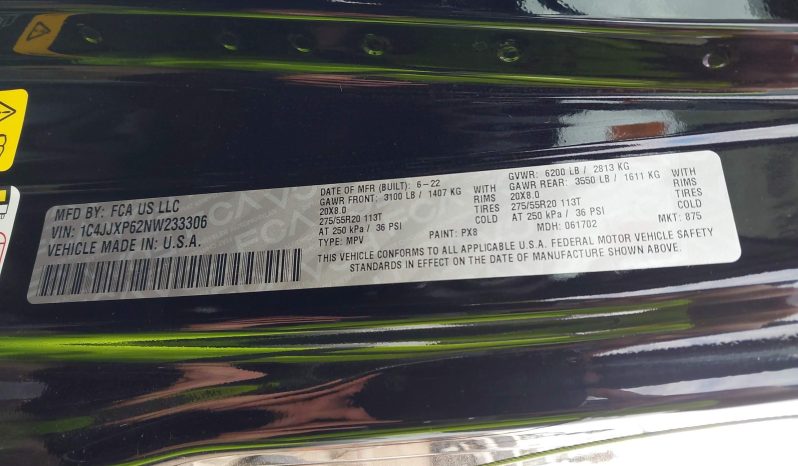 MFD BY: FCA US LLC
VIN: 1C4JJXP62NW233306
VEHICLE MADE IN: U.S.A.
DATE OF MFR (BUILT): 6-22 GVWR: 6200 LB / 2813 KG
GAWR FRONT: 3100 LB / 1407 KG WITH GAWR REAR: 3550 LB / 1611 KG WITH
20X8.0 RIMS 20X8.0 RIMS
275/55R20 113T TIRES 275/55R20 113T TIRES
AT 250 kPa / 36 PSI COLD AT 250 kPa / 36 PSI COLD
TYPE: MPV PAINT: PX8 MDH: 061702 MKT: 875
THIS VEHICLE CONFORMS TO ALL APPLICABLE U.S.A. FEDERAL MOTOR VEHICLE SAFETY
STANDARDS IN EFFECT ON THE DATE OF MANUFACTURE SHOWN ABOVE.